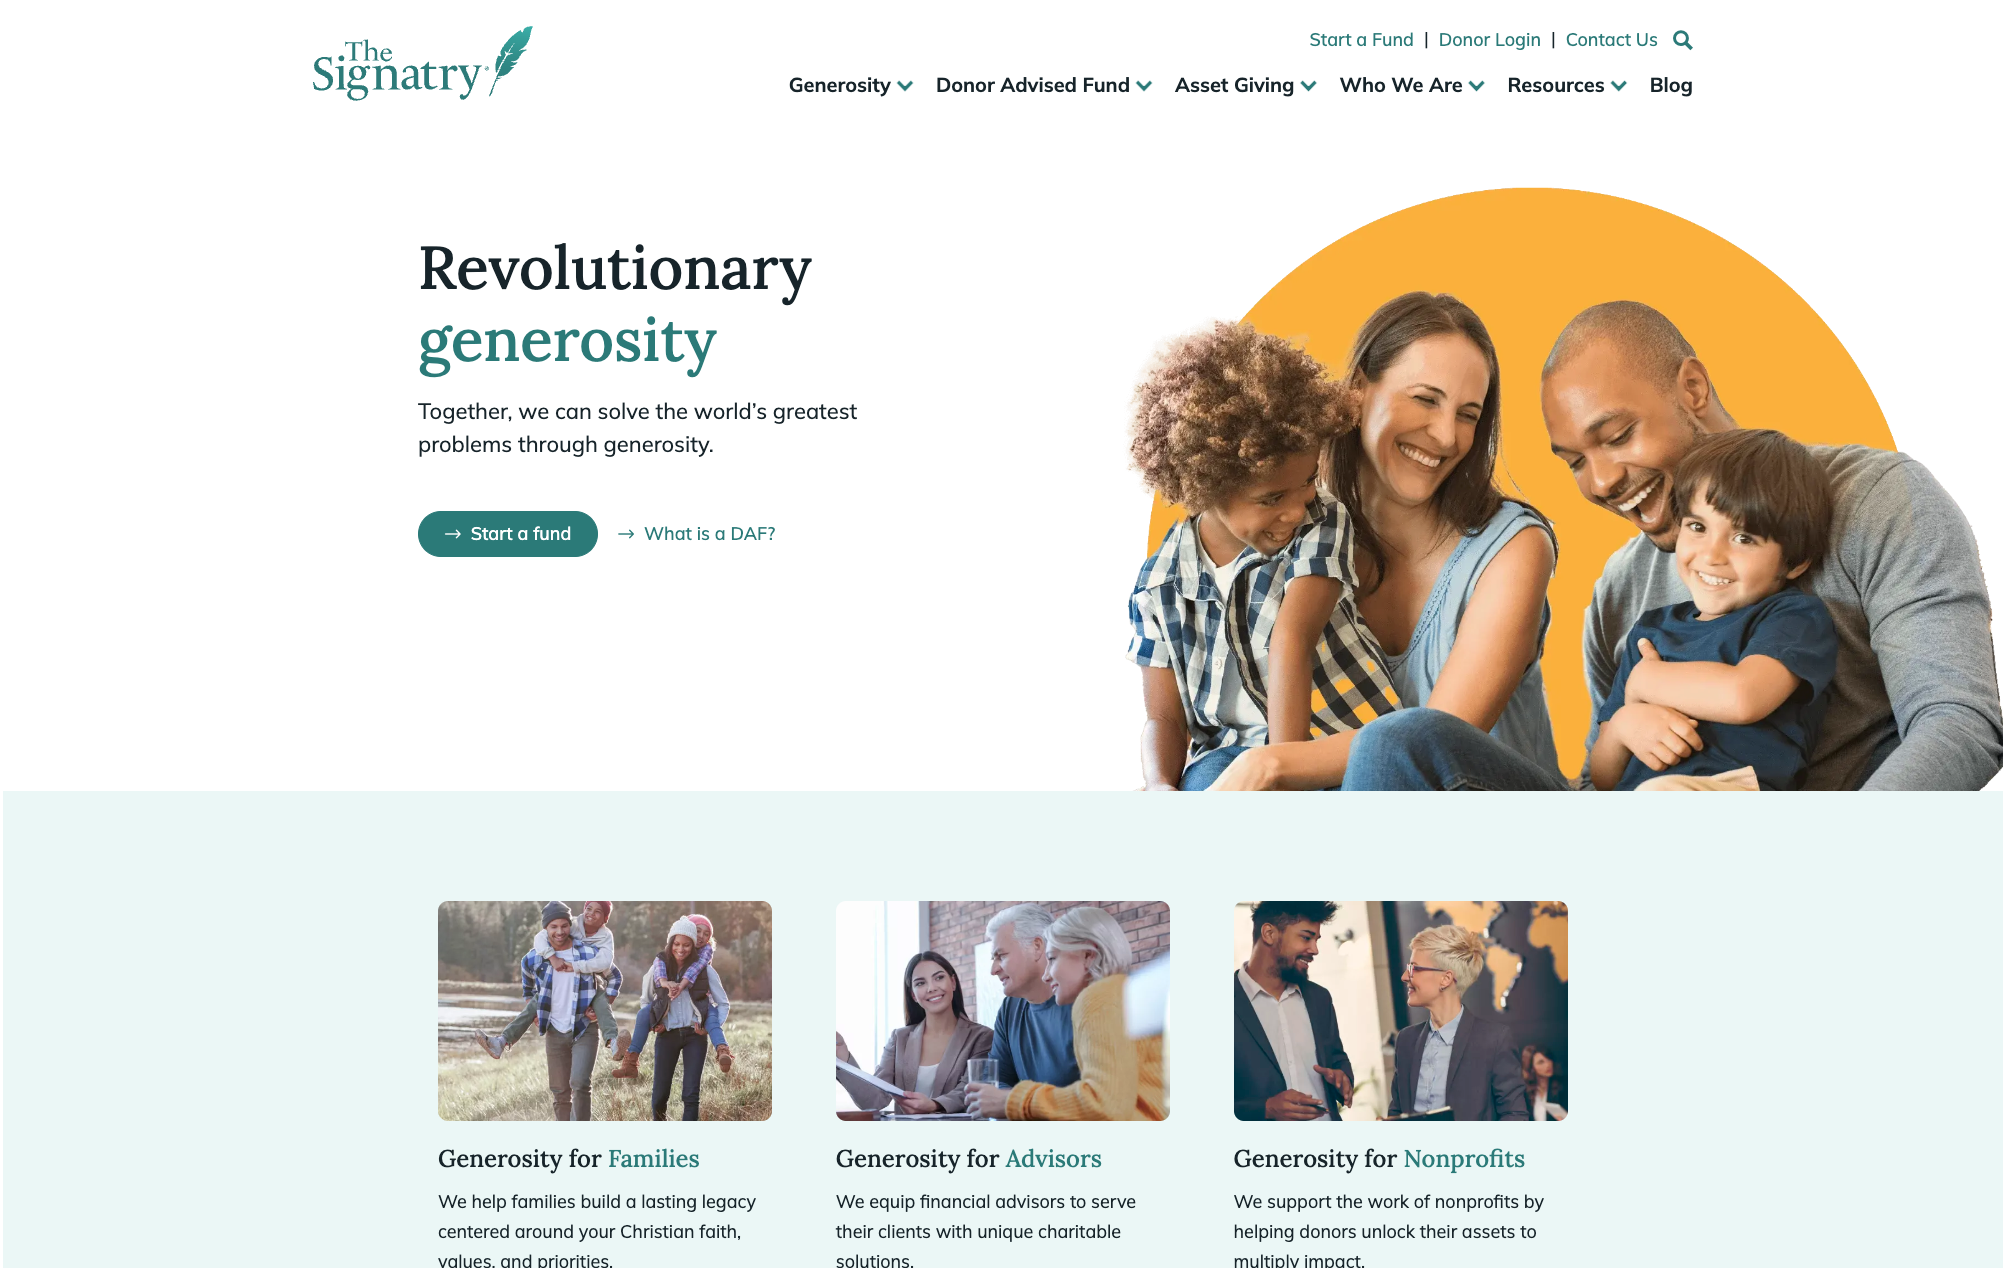 The
Signatry
Start a Fund | Donor Login | Contact Us
Generosity Donor Advised Fund Asset Giving Who We Are Resources Blog
Revolutionary
generosity
Together, we can solve the world’s greatest
problems through generosity.
→ Start a fund → What is a DAF?
Generosity for Families
We help families build a lasting legacy
centered around your Christian faith,
values, and priorities.
Generosity for Advisors
We equip financial advisors to serve
their clients with unique charitable
solutions.
Generosity for Nonprofits
We support the work of nonprofits by
helping donors unlock their assets to
multiply impact.